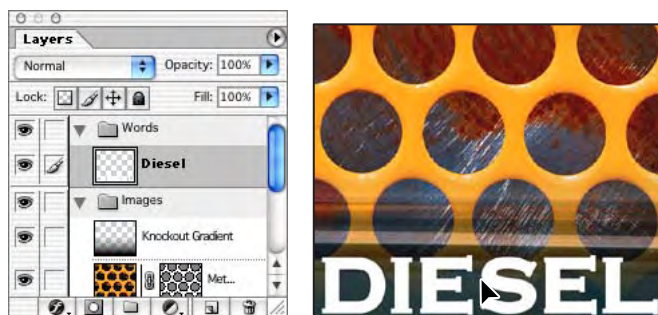 Layers
Normal Opacity: 100%
Lock: Fill: 100%
Words
Diesel
Images
Knockout Gradient
Met...
DIESEL